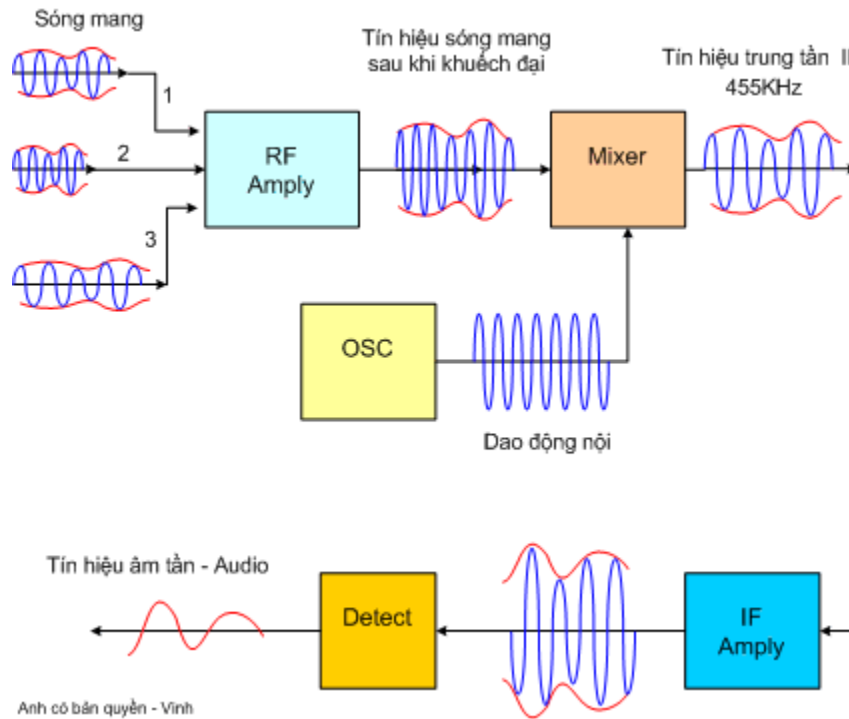 Sóng mang
Tín hiệu sóng mang
sau khi khuếch đại
Tín hiệu trung tần I
455KHz
1
2
3
RF
Amply
Mixer
OSC
Dao động nội
Tín hiệu âm tần - Audio
Detect
IF
Amply
Anh có bản quyền - Vinh